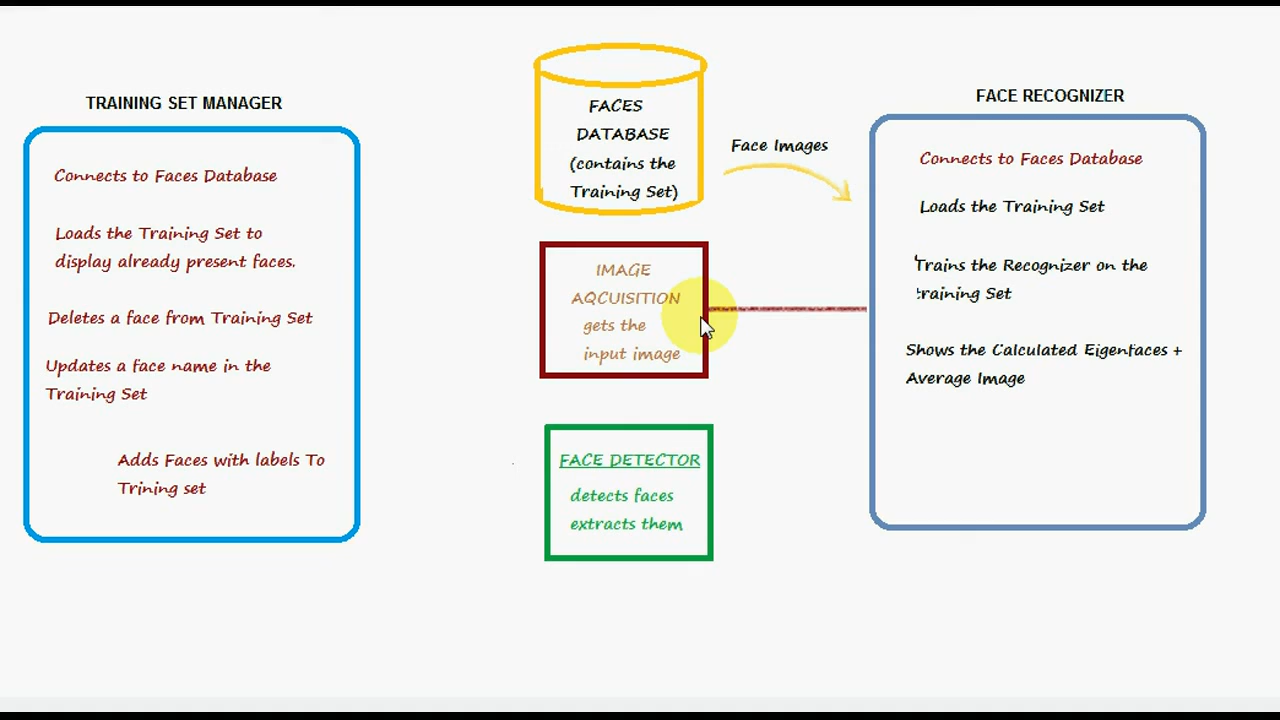 TRAINING SET MANAGER
Connects to Faces Database
Loads the Training Set to
display already present faces.
Deletes a face from Training Set
Updates a face name in the
Training Set
Adds Faces with labels To
Trining set
FACES
DATABASE
(contains the
Training Set)
Face Images
IMAGE
AQCUISITION
gets the
input image
FACE DETECTOR
detects faces
extracts them
FACE RECOGNIZER
Connects to Faces Database
Loads the Training Set
Trains the Recognizer on the
training Set
Shows the Calculated Eigenfaces +
Average Image